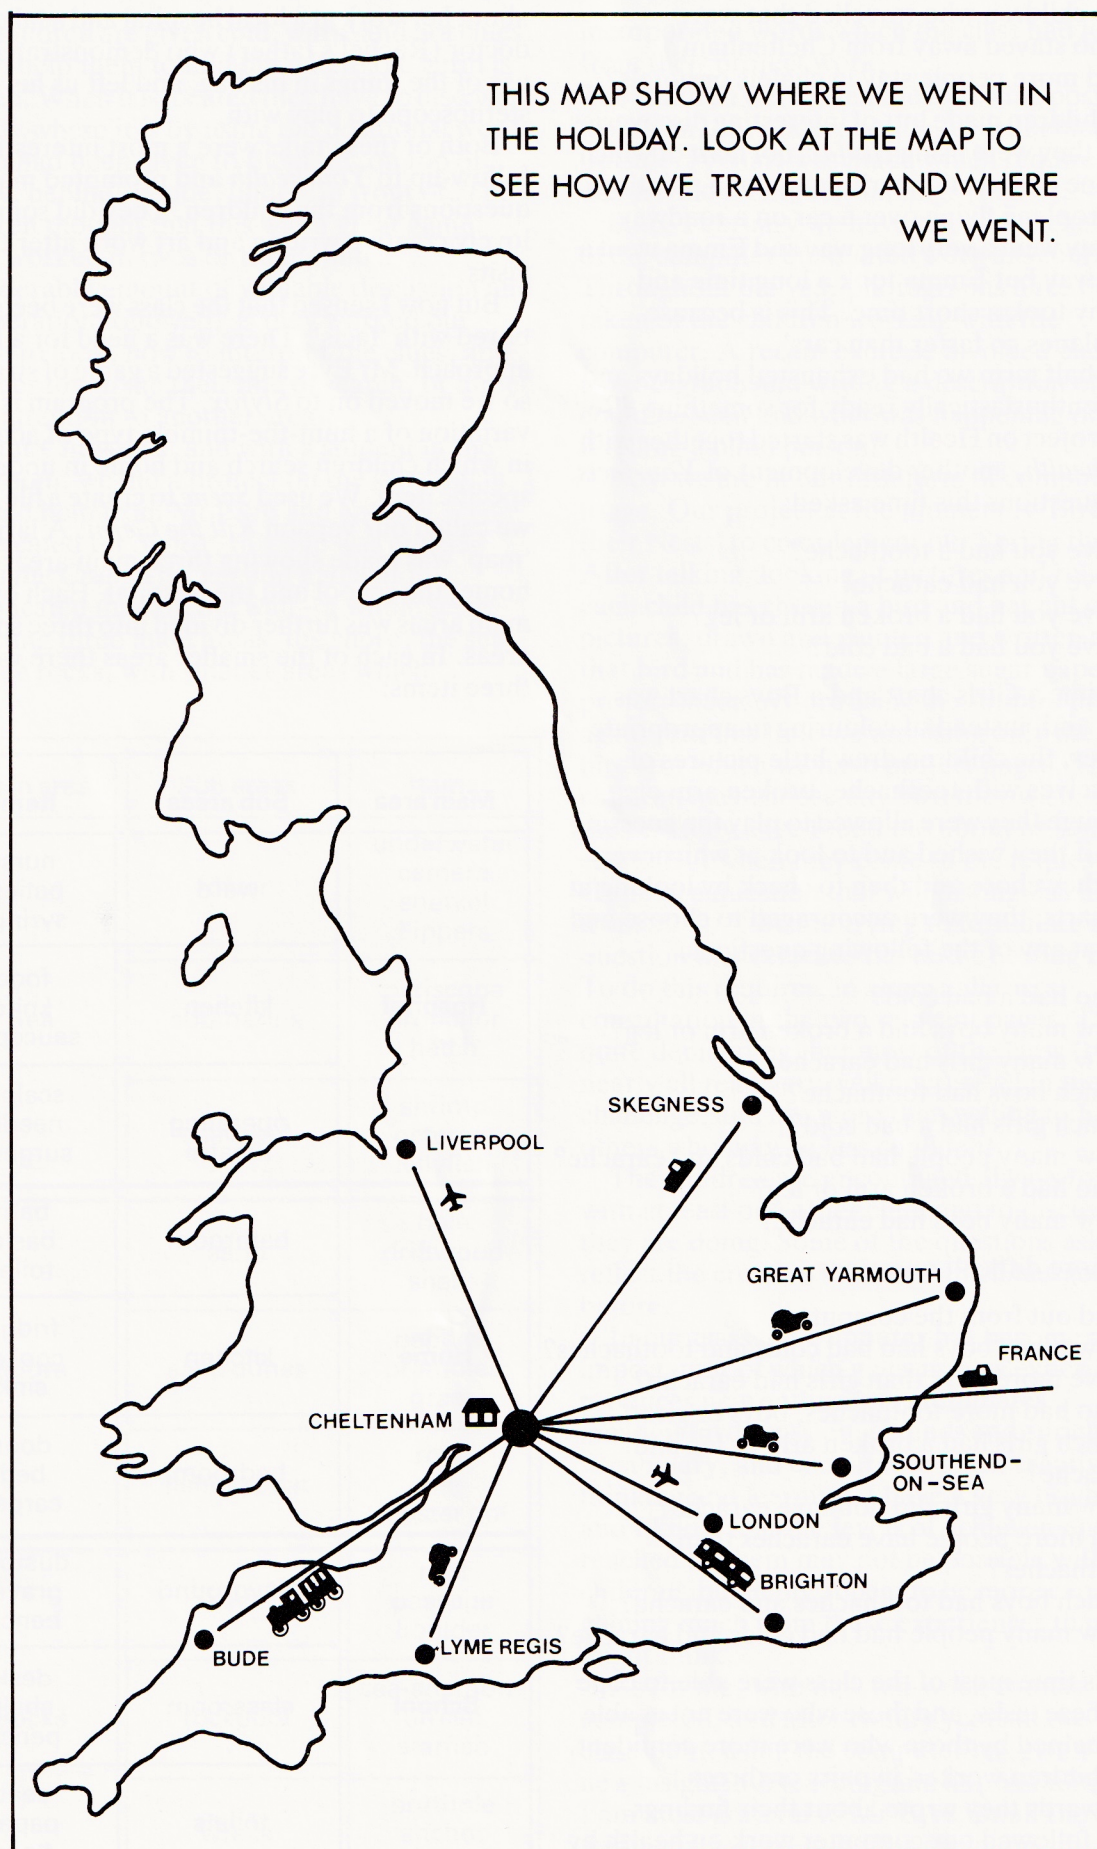 THIS MAP SHOW WHERE WE WENT IN
THE HOLIDAY. LOOK AT THE MAP TO
SEE HOW WE TRAVELLED AND WHERE
WE WENT.
SKEGNESS
LIVERPOOL
GREAT YARMOUTH
FRANCE
CHELTENHAM
SOUTHEND-
ON-SEA
LONDON
BRIGHTON
LYME REGIS
BUDE